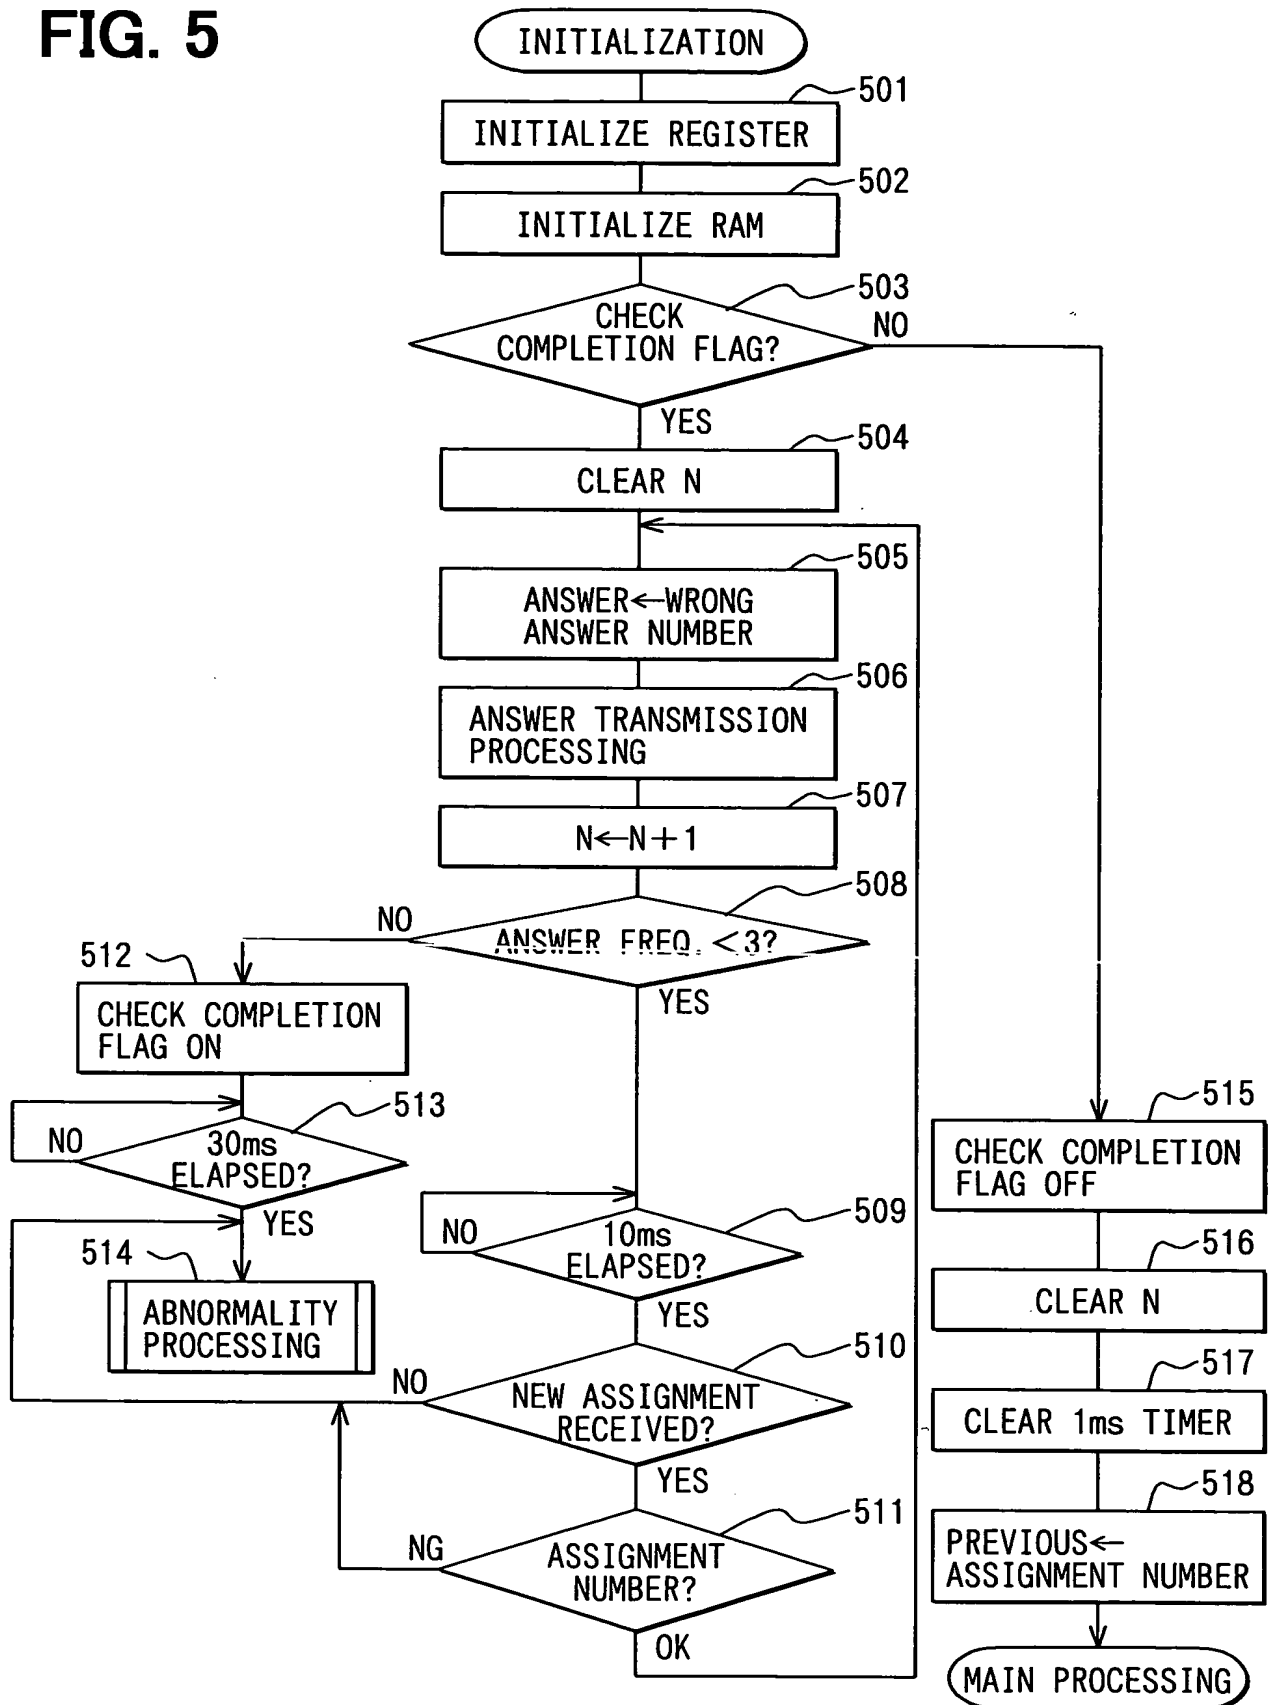 FIG. 5
INITIALIZATION
501
INITIALIZE REGISTER
502
INITIALIZE RAM
503
CHECK
COMPLETION FLAG?
NO
YES
504
CLEAR N
505
ANSWER←WRONG
ANSWER NUMBER
506
ANSWER TRANSMISSION
PROCESSING
507
N←N+1
508
NO
ANSWER FREQ. <3?
YES
512
CHECK COMPLETION
FLAG ON
513
NO
30ms
ELAPSED?
YES
514
ABNORMALITY
PROCESSING
509
NO
10ms
ELAPSED?
YES
510
NO
NEW ASSIGNMENT
RECEIVED?
YES
511
NG
ASSIGNMENT
NUMBER?
OK
515
CHECK COMPLETION
FLAG OFF
516
CLEAR N
517
CLEAR 1ms TIMER
518
PREVIOUS←
ASSIGNMENT NUMBER
MAIN PROCESSING